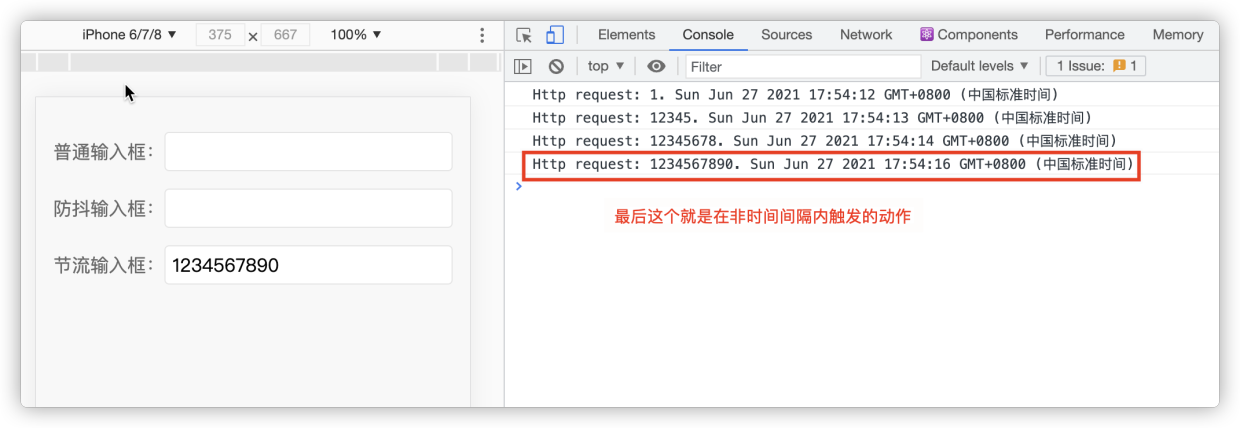 iPhone 6/7/8 ▼ 375 × 667 100% ▼
Elements Console Sources Network Components Performance Memory
top ▼ Filter Default levels ▼ 1 Issue: 1
普通输入框：
防抖输入框：
节流输入框： 1234567890
Http request: 1. Sun Jun 27 2021 17:54:12 GMT+0800 (中国标准时间)
Http request: 12345. Sun Jun 27 2021 17:54:13 GMT+0800 (中国标准时间)
Http request: 12345678. Sun Jun 27 2021 17:54:14 GMT+0800 (中国标准时间)
Http request: 1234567890. Sun Jun 27 2021 17:54:16 GMT+0800 (中国标准时间)
最后这个就是在非时间间隔内触发的动作